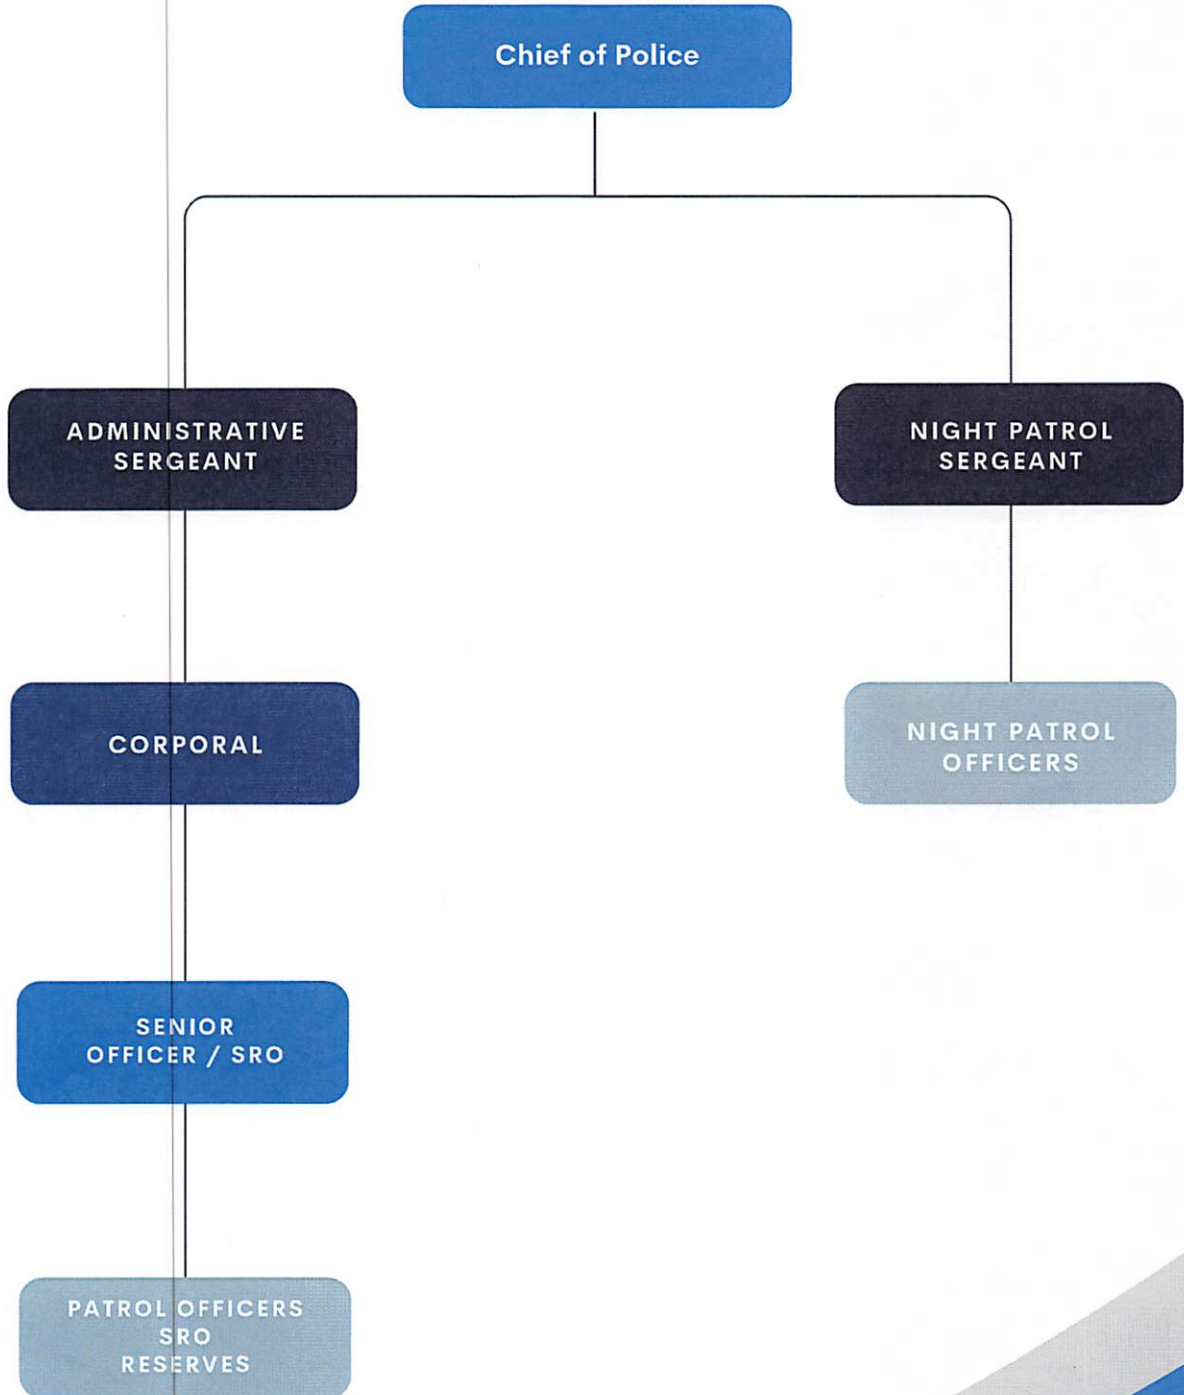 Chief of Police
ADMINISTRATIVE
SERGEANT
NIGHT PATROL
SERGEANT
CORPORAL
NIGHT PATROL
OFFICERS
SENIOR
OFFICER / SRO
PATROL OFFICERS
SRO
RESERVES